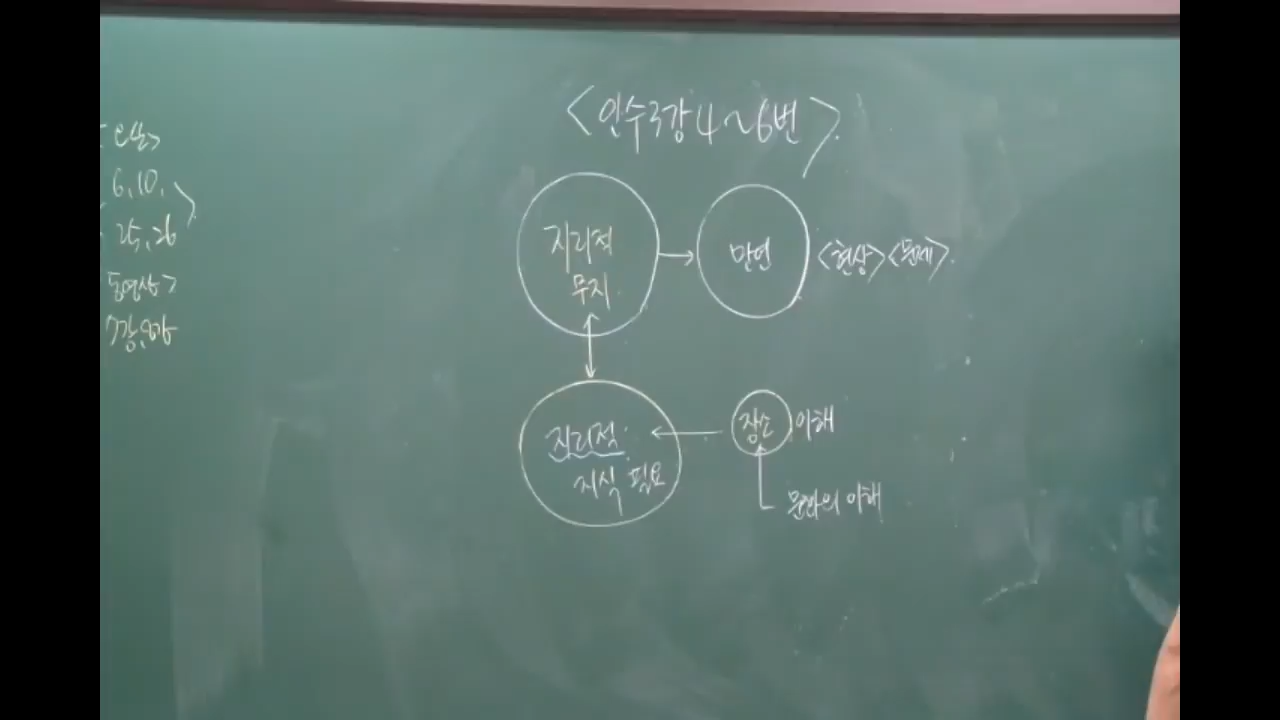 <인수3강 4~6번>
6, 10,
25, 26
지리적
무지
만연
<현상> <문제>
동영상>
7강, 8강
지리적
지식 필요
장소 이해
문화의 이해